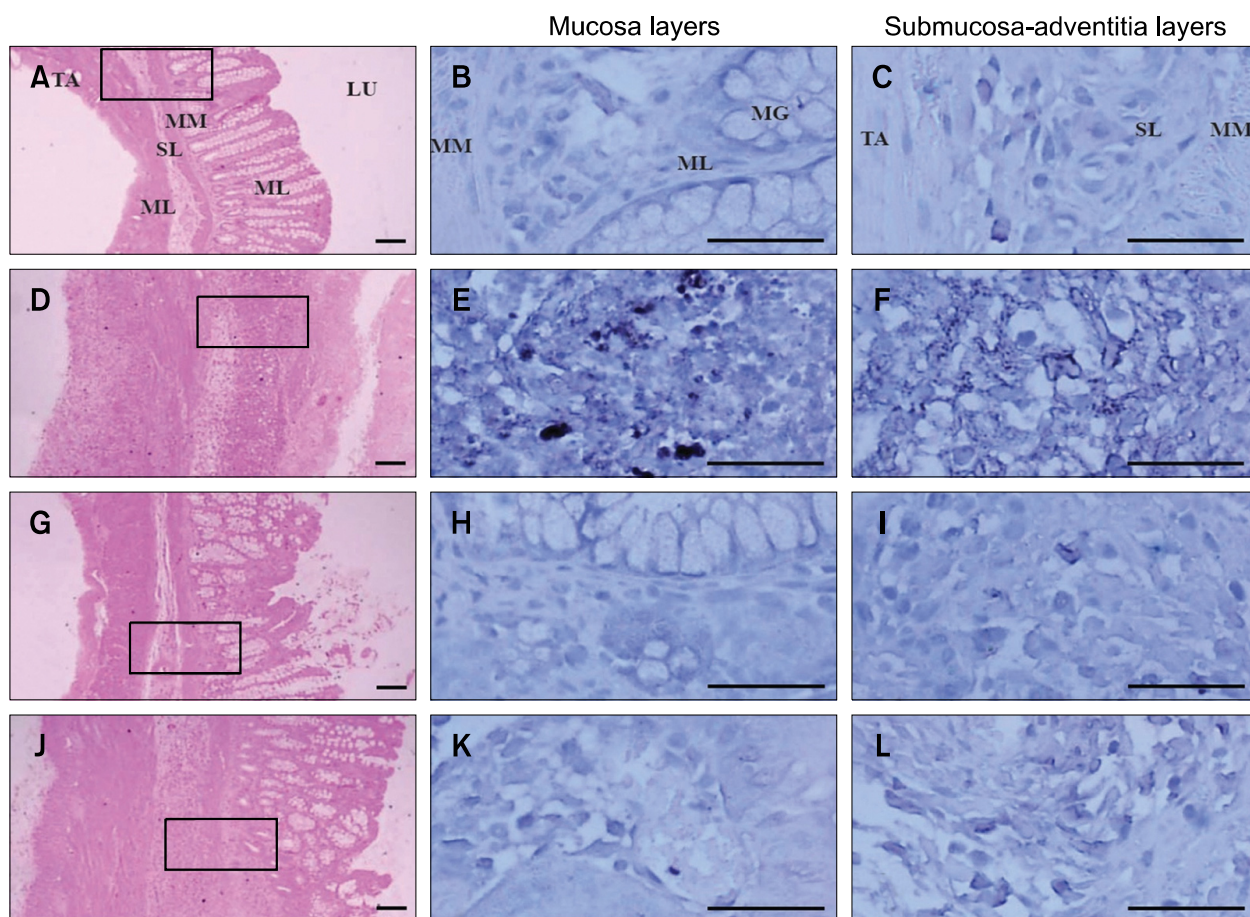 Mucosa layers
Submucosa-adventitia layers
A
TA
LU
MM
SL
ML
ML
B
MG
MM
ML
C
TA
SL
MM
D
E
F
G
H
I
J
K
L